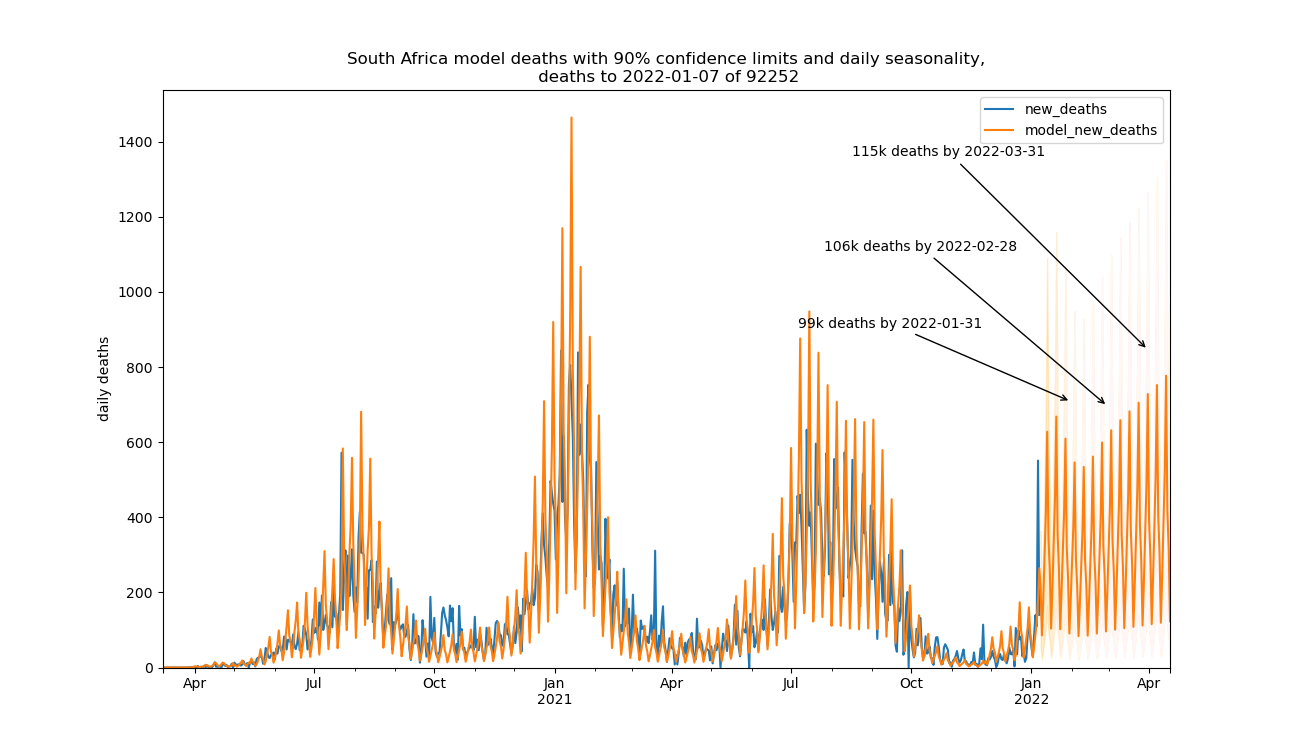 South Africa model deaths with 90% confidence limits and daily seasonality,
deaths to 2022-01-07 of 92252
new_deaths
model_new_deaths
115k deaths by 2022-03-31
106k deaths by 2022-02-28
99k deaths by 2022-01-31
daily deaths
1400
1200
1000
800
600
400
200
0
Apr Jul Oct Jan Apr Jul Oct Jan Apr
2021 2022